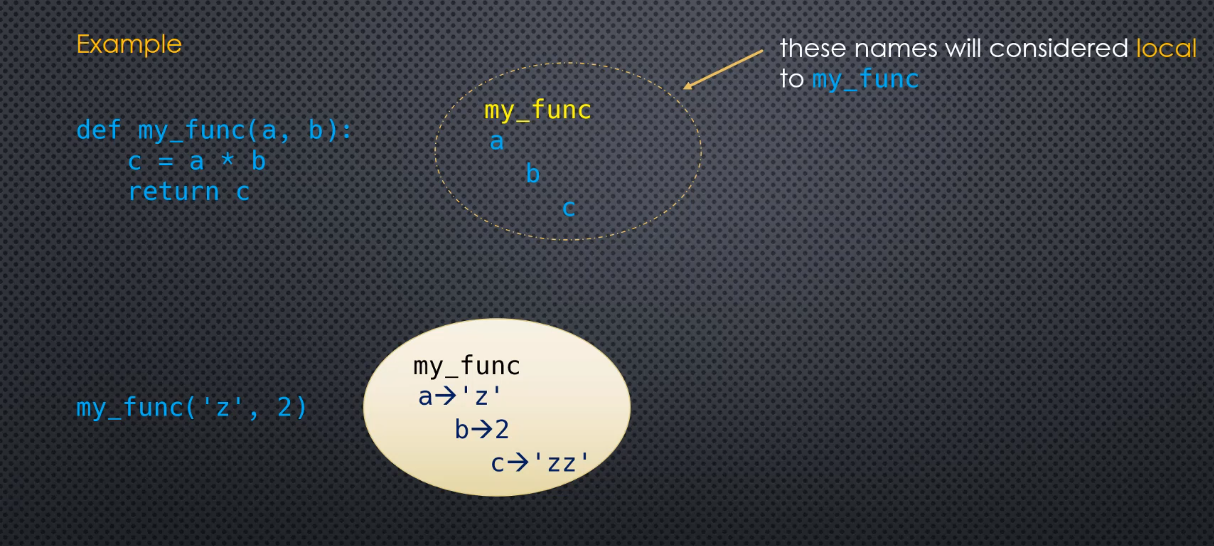 Example
these names will considered local
to my_func
def my_func(a, b):
c = a * b
return c
my_func
a
b
c
my_func('z', 2)
my_func
a→'z'
b→2
c→'zz'